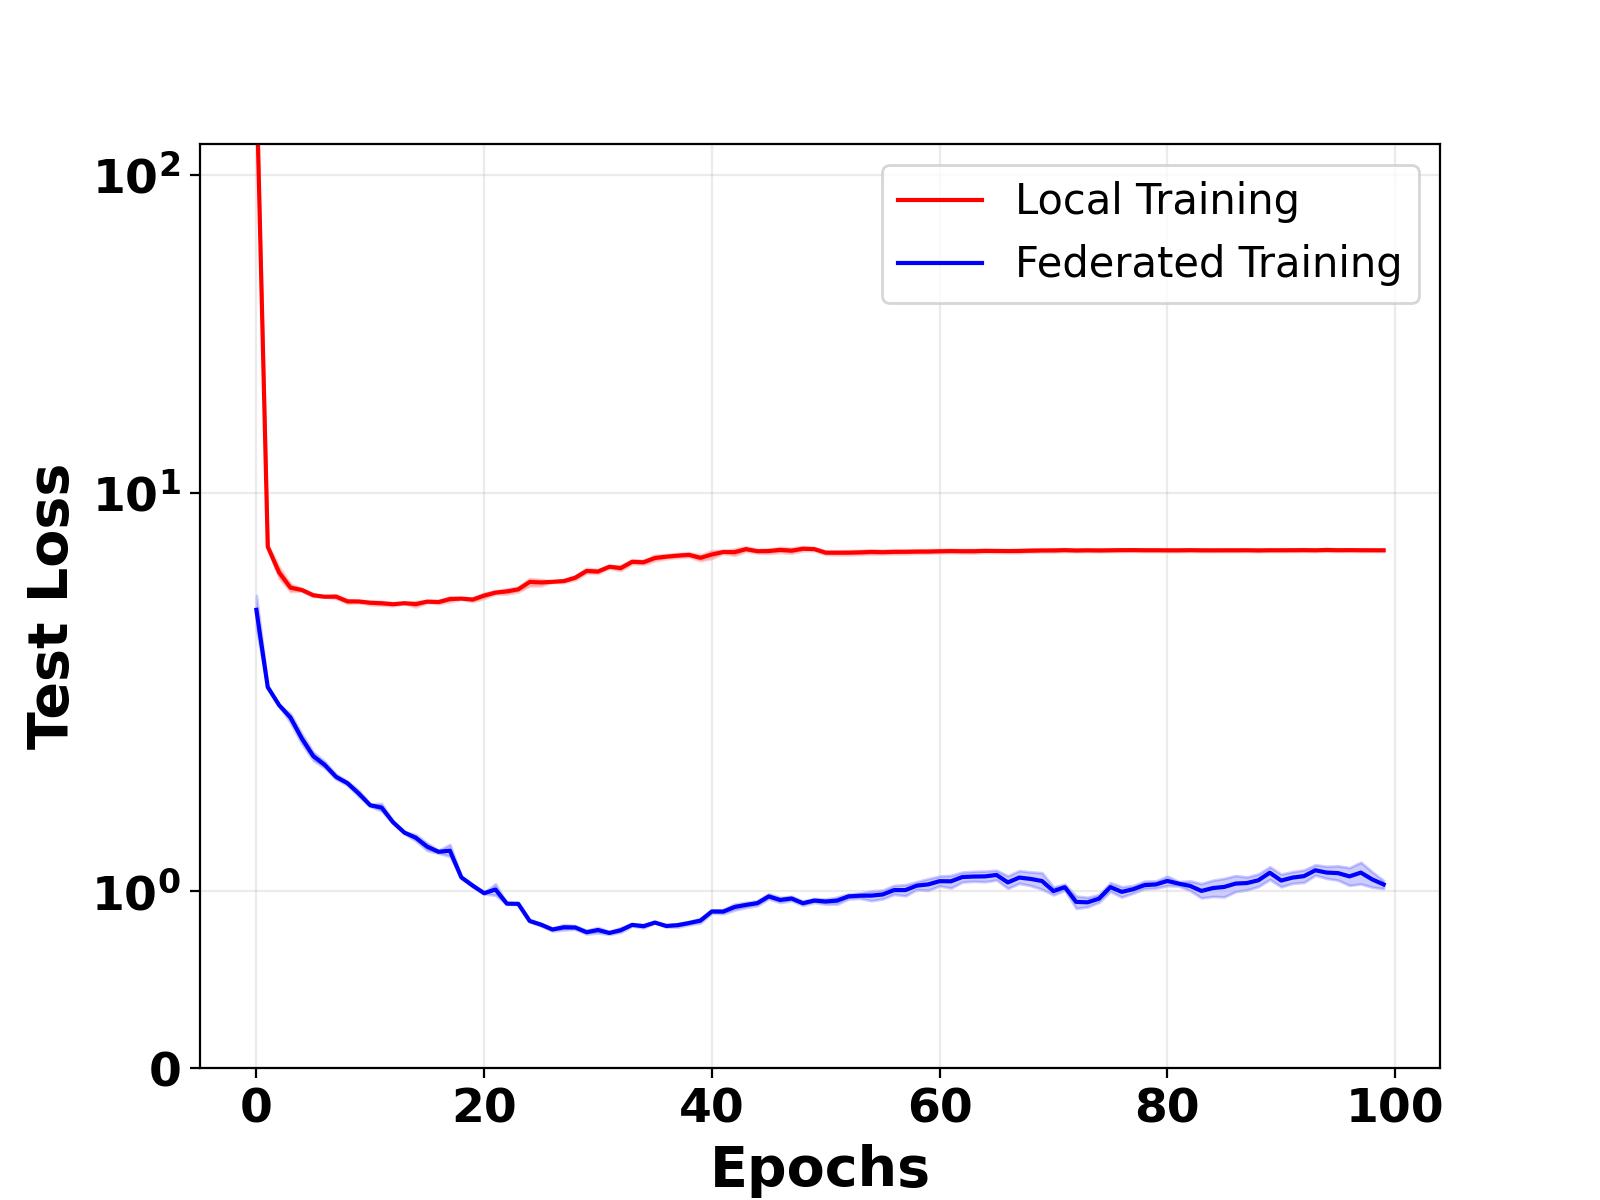 10²
10¹
10⁰
0
Test Loss
Local Training
Federated Training
0 20 40 60 80 100
Epochs